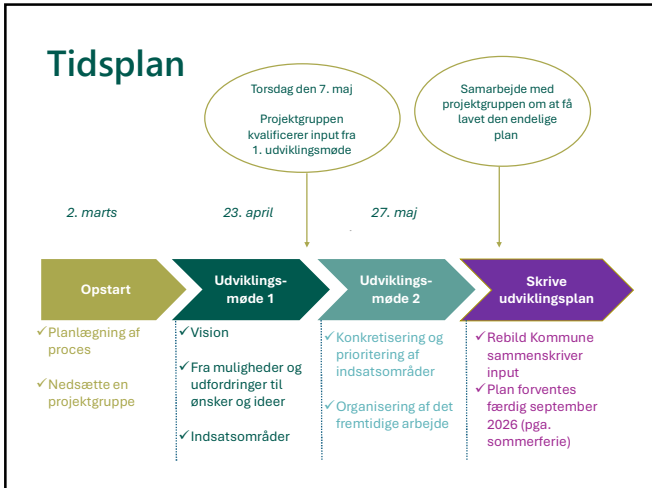 Tidsplan
Torsdag den 7. maj
Projektgruppen
kvalificerer input fra
1. udviklingsmøde
Samarbejde med
projektgruppen om at få
lavet den endelige
plan
2. marts
23. april
27. maj
Opstart
Udviklings-
møde 1
Udviklings-
møde 2
Skrive
udviklingsplan
✓Planlægning af
proces
✓Nedsætte en
projektgruppe
✓Vision
✓Fra muligheder og
udfordringer til
ønsker og ideer
✓Indsatsområder
✓Konkretisering og
prioritering af
indsatsområder
✓Organisering af det
fremtidige arbejde
✓Rebild Kommune
sammenskriver
input
✓Plan forventes
færdig september
2026 (pga.
sommerferie)